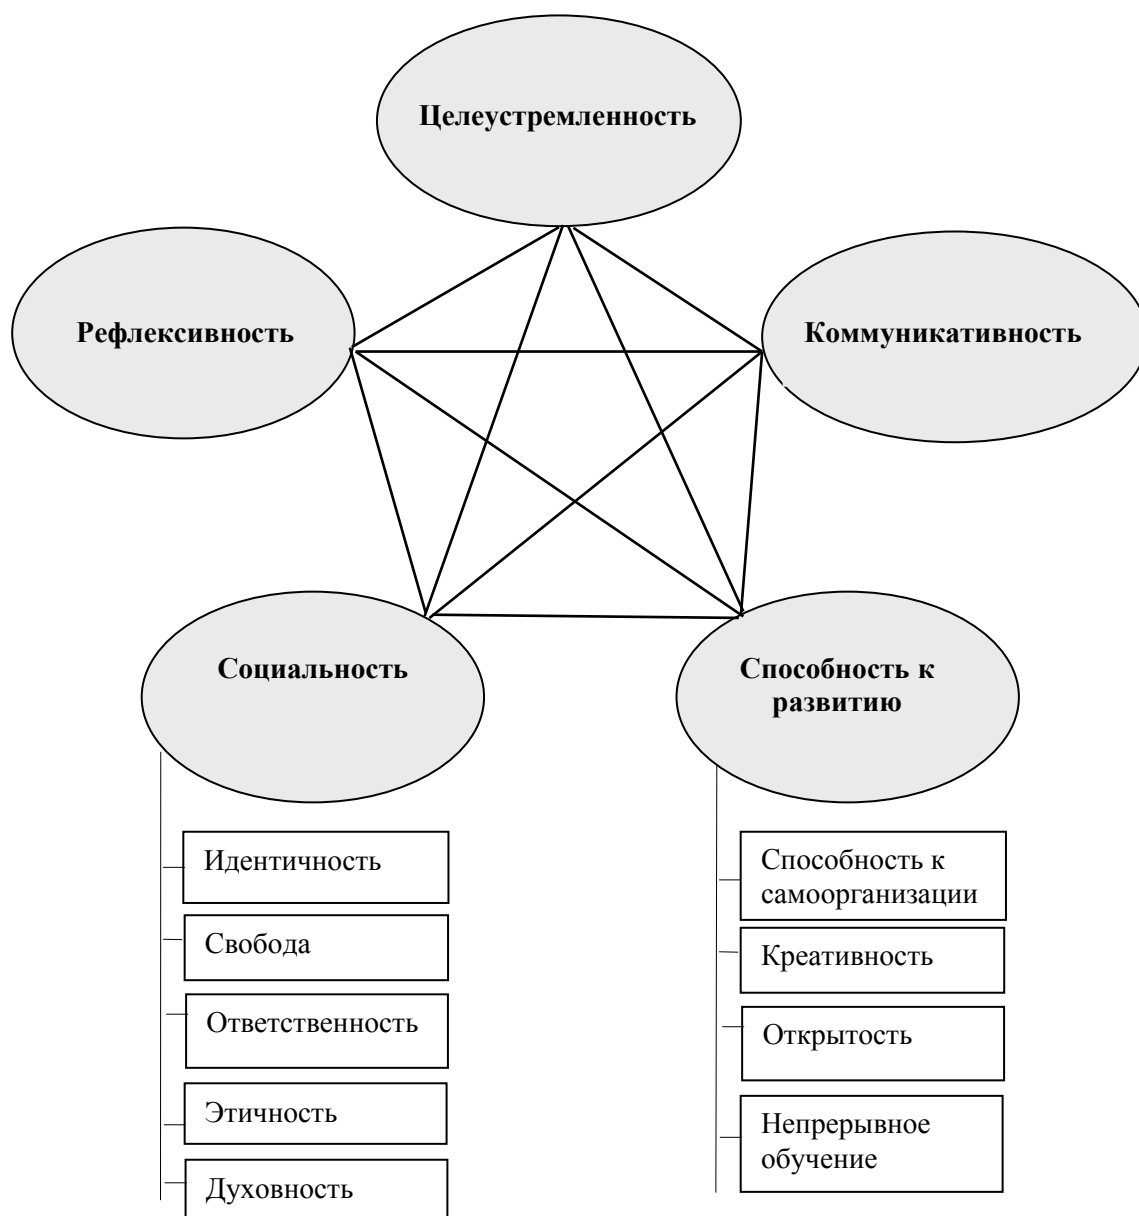 Целеустремленность
Рефлексивность
Коммуникативность
Социальность
Способность к
развитию
Идентичность
Свобода
Ответственность
Этичность
Духовность
Способность к
самоорганизации
Креативность
Открытость
Непрерывное
обучение